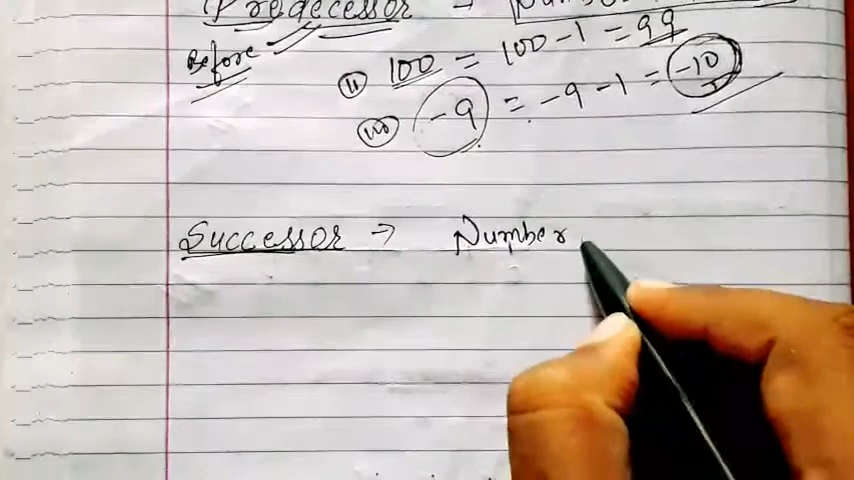 Predecessor →
Before
(ii) 100 = 100 - 1 = 99
(iii) -9 = -9 - 1 = -10
Successor → Number